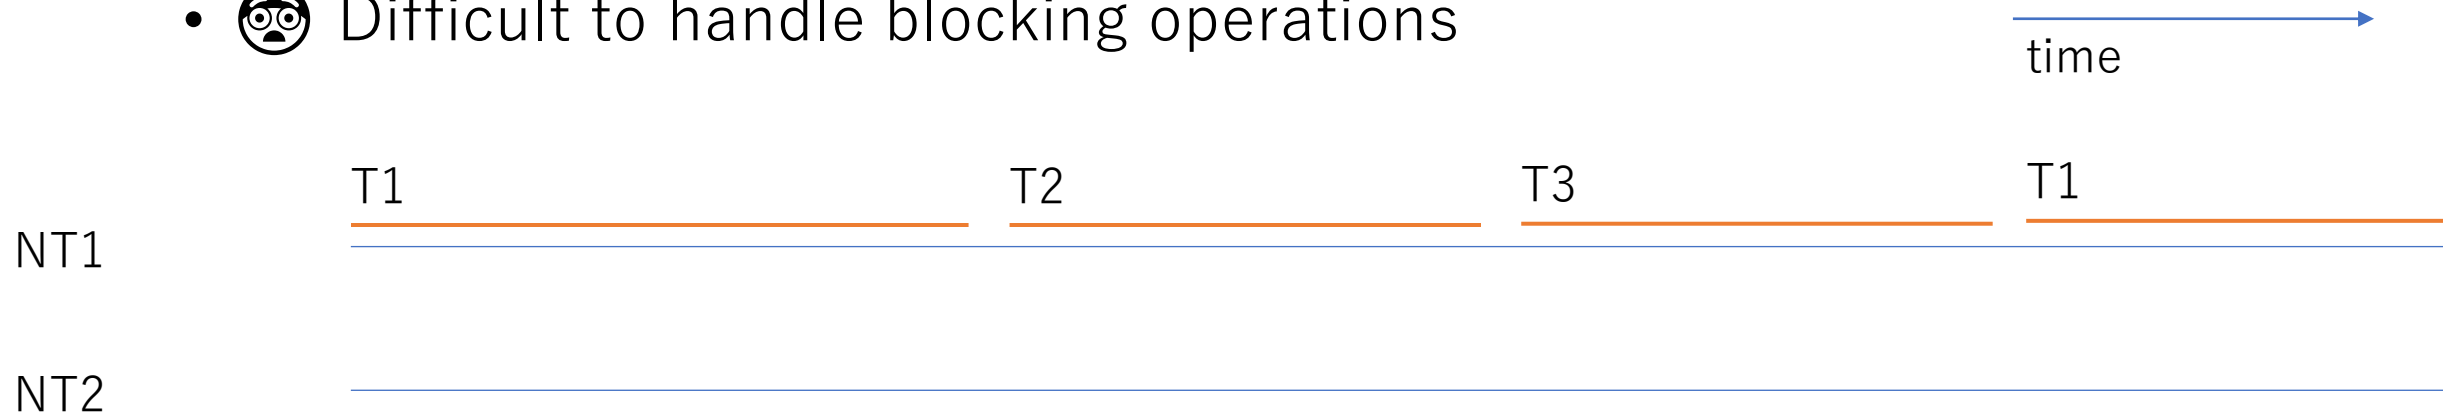 • Difficult to handle blocking operations
time
T1 T2 T3 T1
NT1
NT2